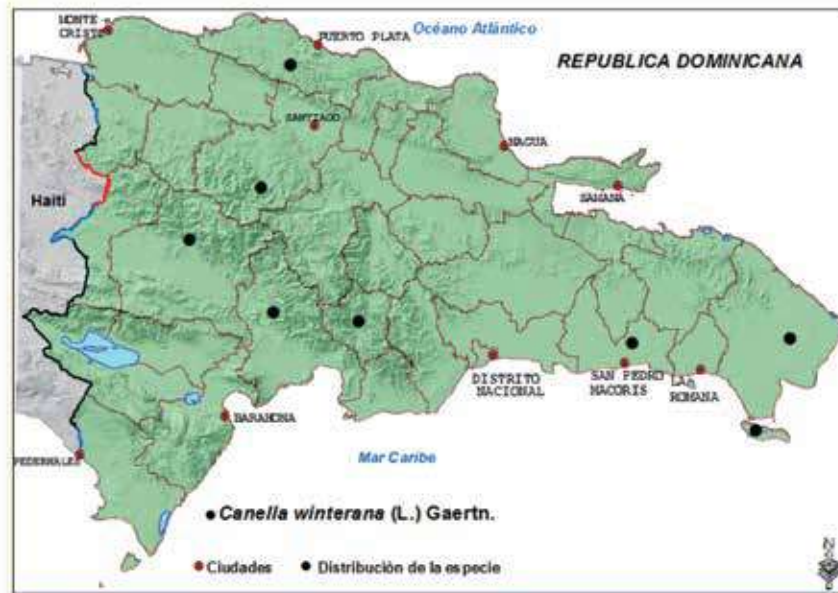 MONTE
CRISTI
PUERTO PLATA
Océano Atlántico
REPUBLICA DOMINICANA
SANTIAGO
NAGUA
Haití
SAMANA
DISTRITO
NACIONAL
SAN PEDRO
MACORIS
LA
ROMANA
BARAHONA
PEDERNALES
Mar Caribe
Canella winterana (L.) Gaertn.
Ciudades
Distribución de la especie
N